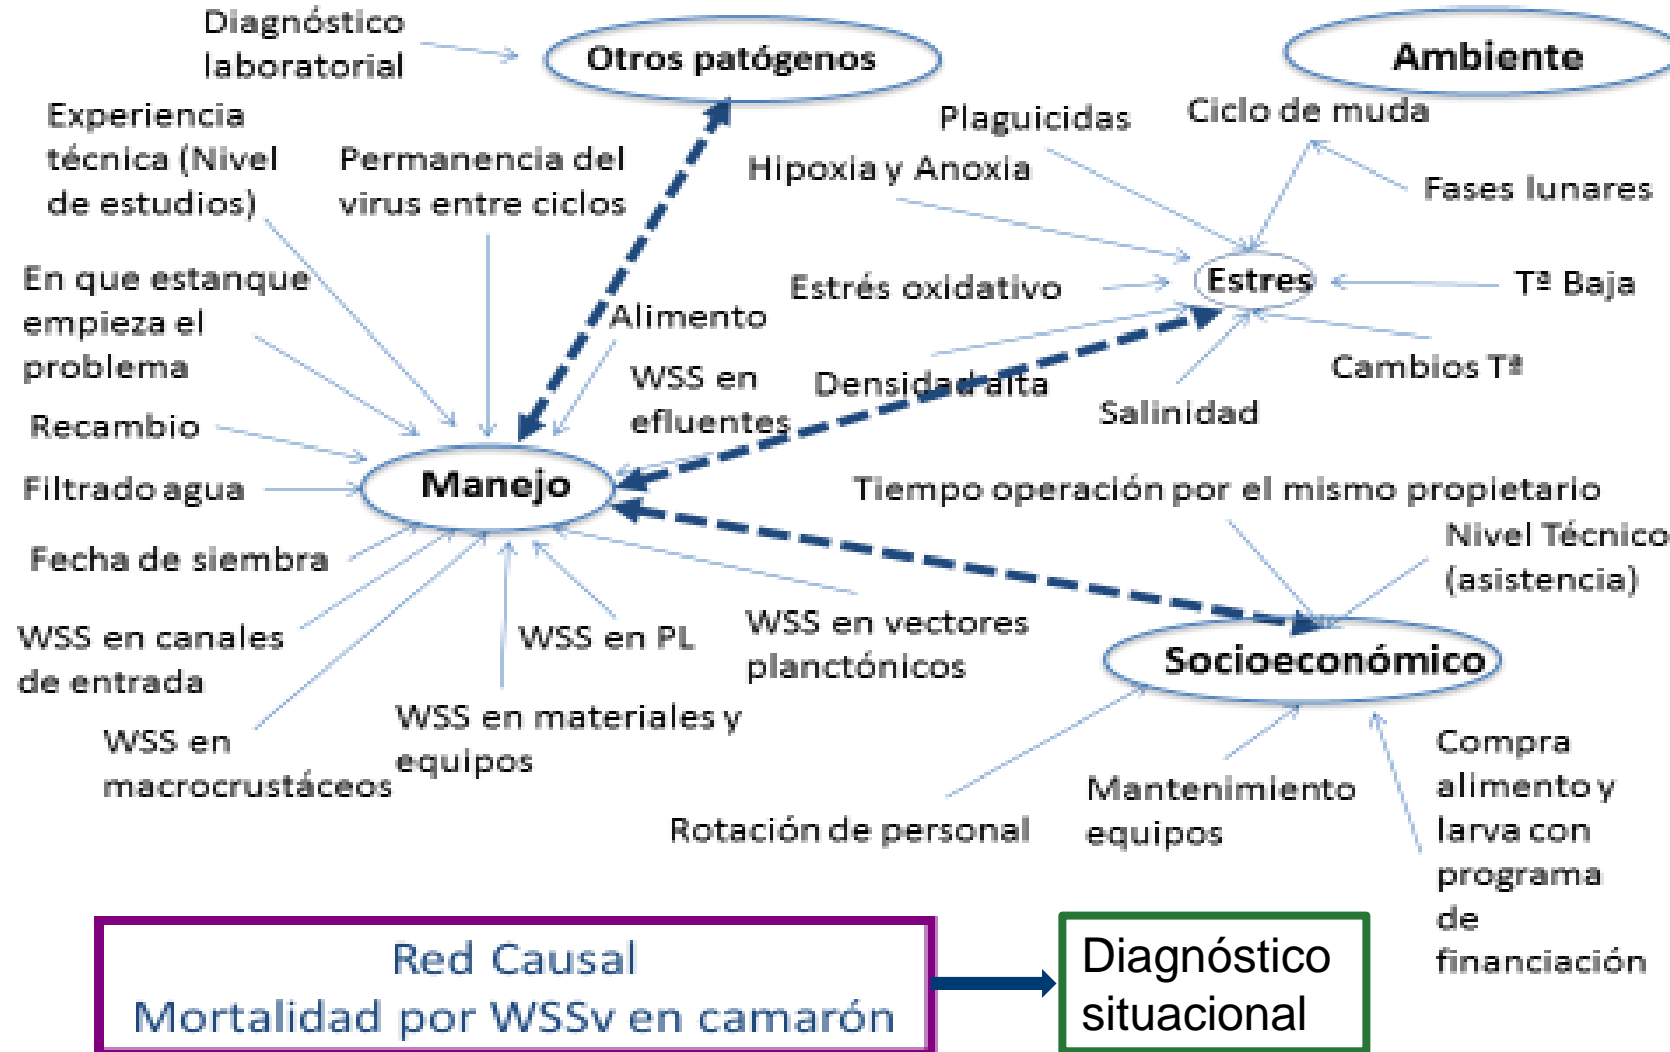 Diagnóstico
laboratorial
Otros patógenos
Ambiente
Experiencia
técnica (Nivel
de estudios)
Permanencia del
virus entre ciclos
Plaguicidas
Ciclo de muda
Hipoxia y Anoxia
Fases lunares
En que estanque
empieza el
problema
Alimento
Estrés oxidativo
Estres
Tª Baja
WSS en
efluentes
Densidad alta
Cambios Tª
Salinidad
Recambio
Filtrado agua
Manejo
Tiempo operación por el mismo propietario
Nivel Técnico
(asistencia)
Fecha de siembra
WSS en canales
de entrada
WSS en PL
WSS en vectores
planctónicos
Socioeconómico
WSS en
macrocrustáceos
WSS en materiales y
equipos
Rotación de personal
Mantenimiento
equipos
Compra
alimento y
larva con
programa
de
financiación
Red Causal
Mortalidad por WSSv en camarón
Diagnóstico
situacional